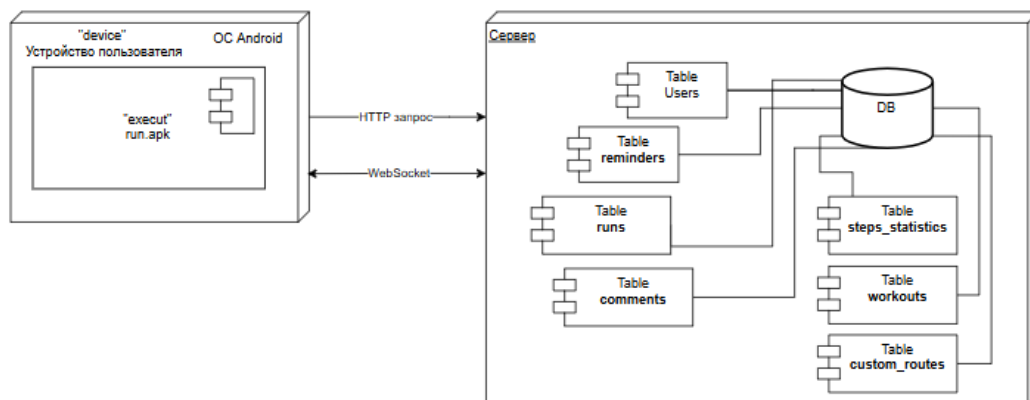 "device"
Устройство пользователя
ОС Android
"execut"
run.apk
HTTP запрос
WebSocket
Сервер
Table
Users
DB
Table
reminders
Table
runs
Table
steps_statistics
Table
comments
Table
workouts
Table
custom_routes